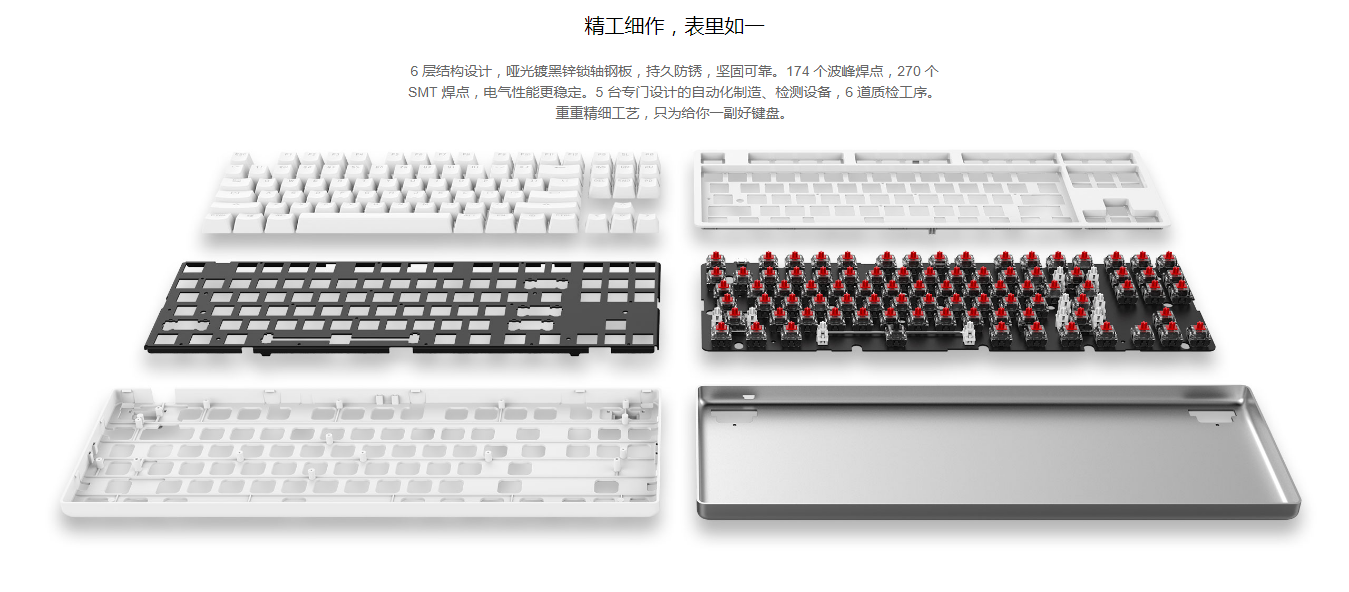 精工细作，表里如一
6 层结构设计，哑光镀黑锌锁轴钢板，持久防锈，坚固可靠。174 个波峰焊点，270 个
SMT 焊点，电气性能更稳定。5 台专门设计的自动化制造、检测设备，6 道质检工序。
重重精细工艺，只为给你一副好键盘。